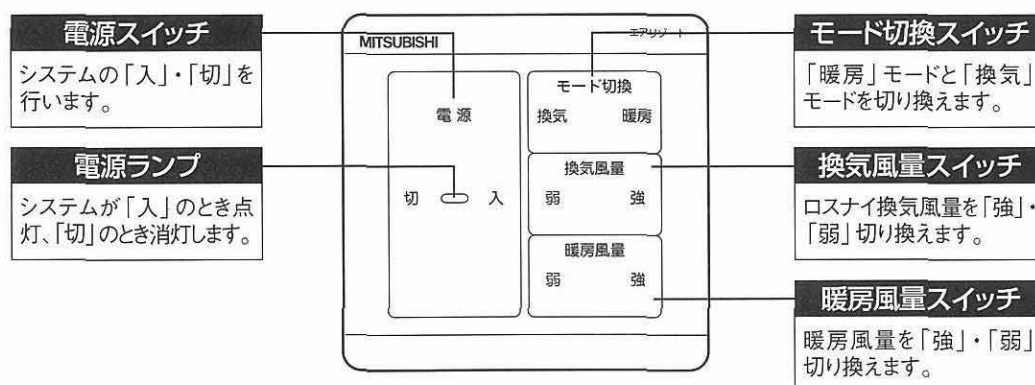 電源スイッチ
システムの「入」・「切」を
行います。
電源ランプ
システムが「入」のとき点
灯、「切」のとき消灯します。
MITSUBISHI
エアリゾート
電源
切 入
モード切換
換気 暖房
換気風量
弱 強
暖房風量
弱 強
モード切換スイッチ
「暖房」モードと「換気」
モードを切り換えます。
換気風量スイッチ
ロスナイ換気風量を「強」・
「弱」切り換えます。
暖房風量スイッチ
暖房風量を「強」・「弱」
切り換えます。